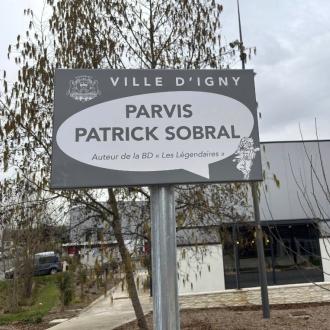 VILLE D'IGNY
PARVIS
PATRICK SOBRAL
Auteur de la BD « Les Légendaires »